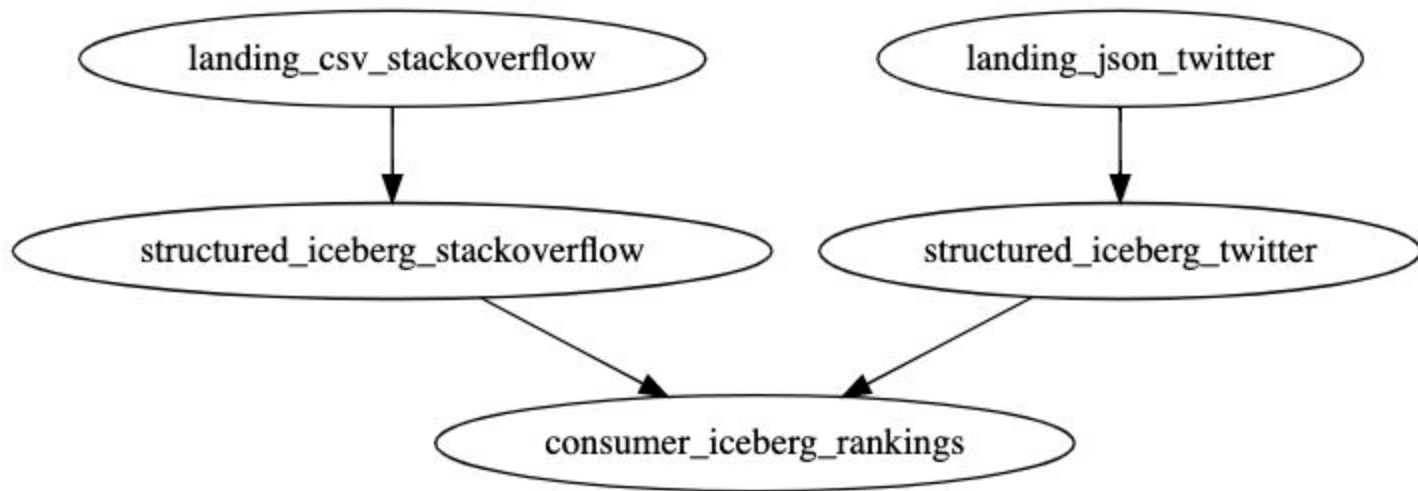 landing_csv_stackoverflow
landing_json_twitter
structured_iceberg_stackoverflow
structured_iceberg_twitter
consumer_iceberg_rankings